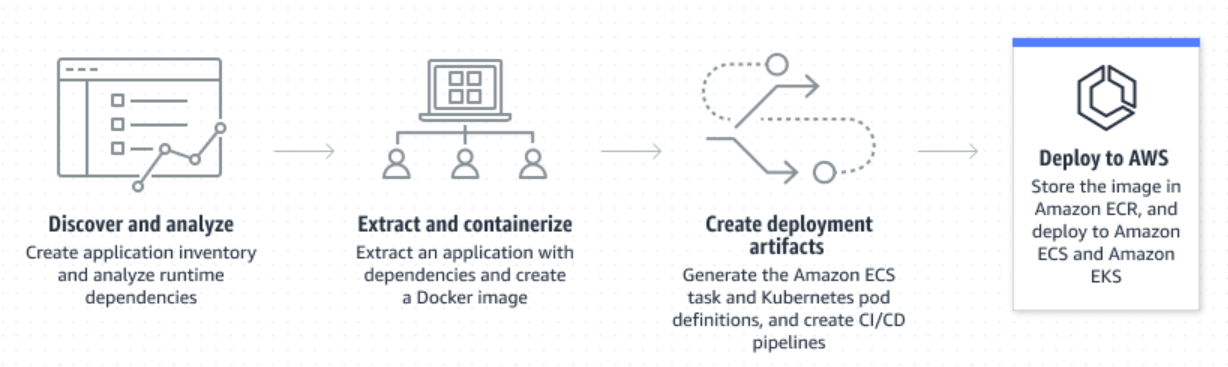 Discover and analyze
Create application inventory
and analyze runtime
dependencies
Extract and containerize
Extract an application with
dependencies and create
a Docker image
Create deployment
artifacts
Generate the Amazon ECS
task and Kubernetes pod
definitions, and create CI/CD
pipelines
Deploy to AWS
Store the image in
Amazon ECR, and
deploy to Amazon
ECS and Amazon
EKS